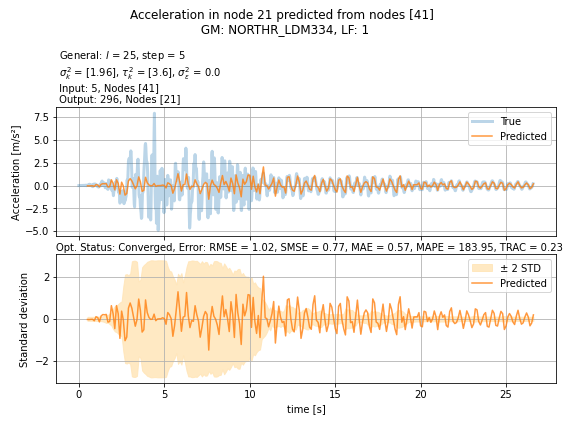 Acceleration in node 21 predicted from nodes [41]
GM: NORTHR_LDM334, LF: 1
General: l = 25, step = 5
σ²ₖ = [1.96], τ²ₖ = [3.6], σ²ε = 0.0
Input: 5, Nodes [41]
Output: 296, Nodes [21]
Acceleration [m/s²]
7.5
5.0
2.5
0.0
−2.5
−5.0
True
Predicted
Opt. Status: Converged, Error: RMSE = 1.02, SMSE = 0.77, MAE = 0.57, MAPE = 183.95, TRAC = 0.23
Standard deviation
2
0
−2
± 2 STD
Predicted
0 5 10 15 20 25
time [s]